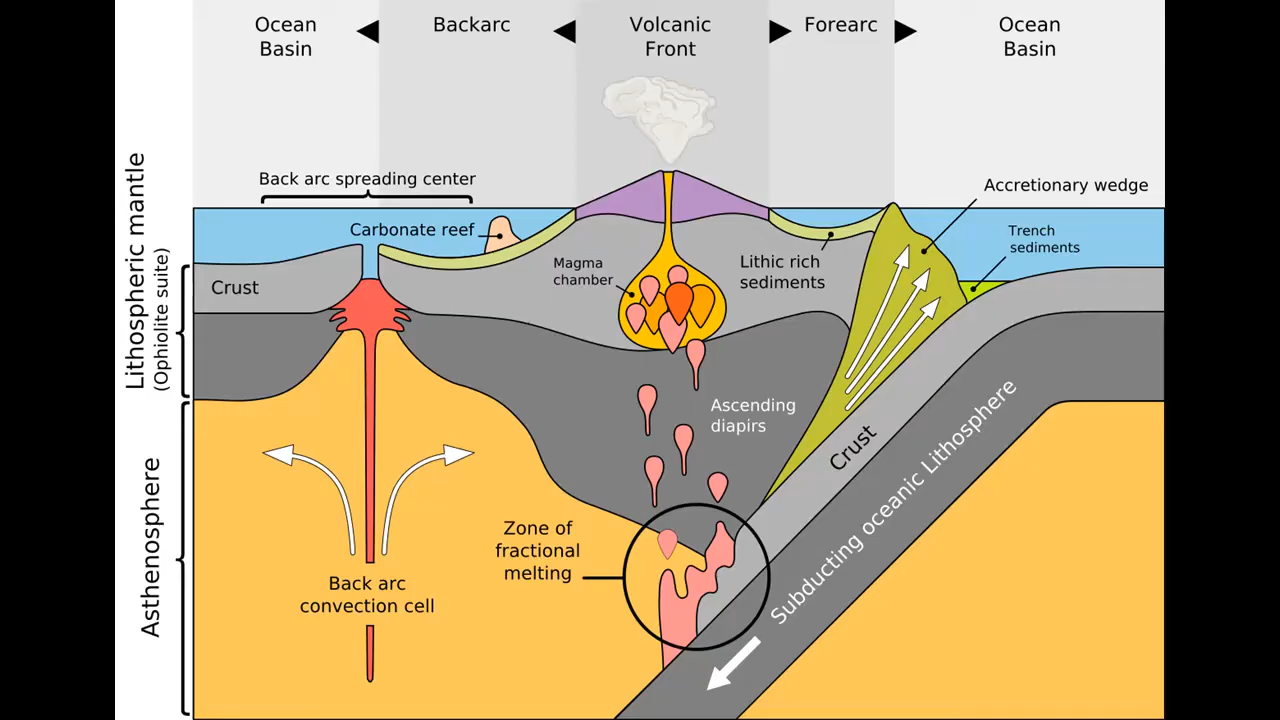 Ocean
Basin
Backarc
Volcanic
Front
Forearc
Ocean
Basin
Back arc spreading center
Accretionary wedge
Carbonate reef
Trench
sediments
Magma
chamber
Lithic rich
sediments
Crust
Lithospheric mantle
(Ophiolite suite)
Ascending
diapirs
Crust
Subducting oceanic Lithosphere
Zone of
fractional
melting
Back arc
convection cell
Asthenosphere